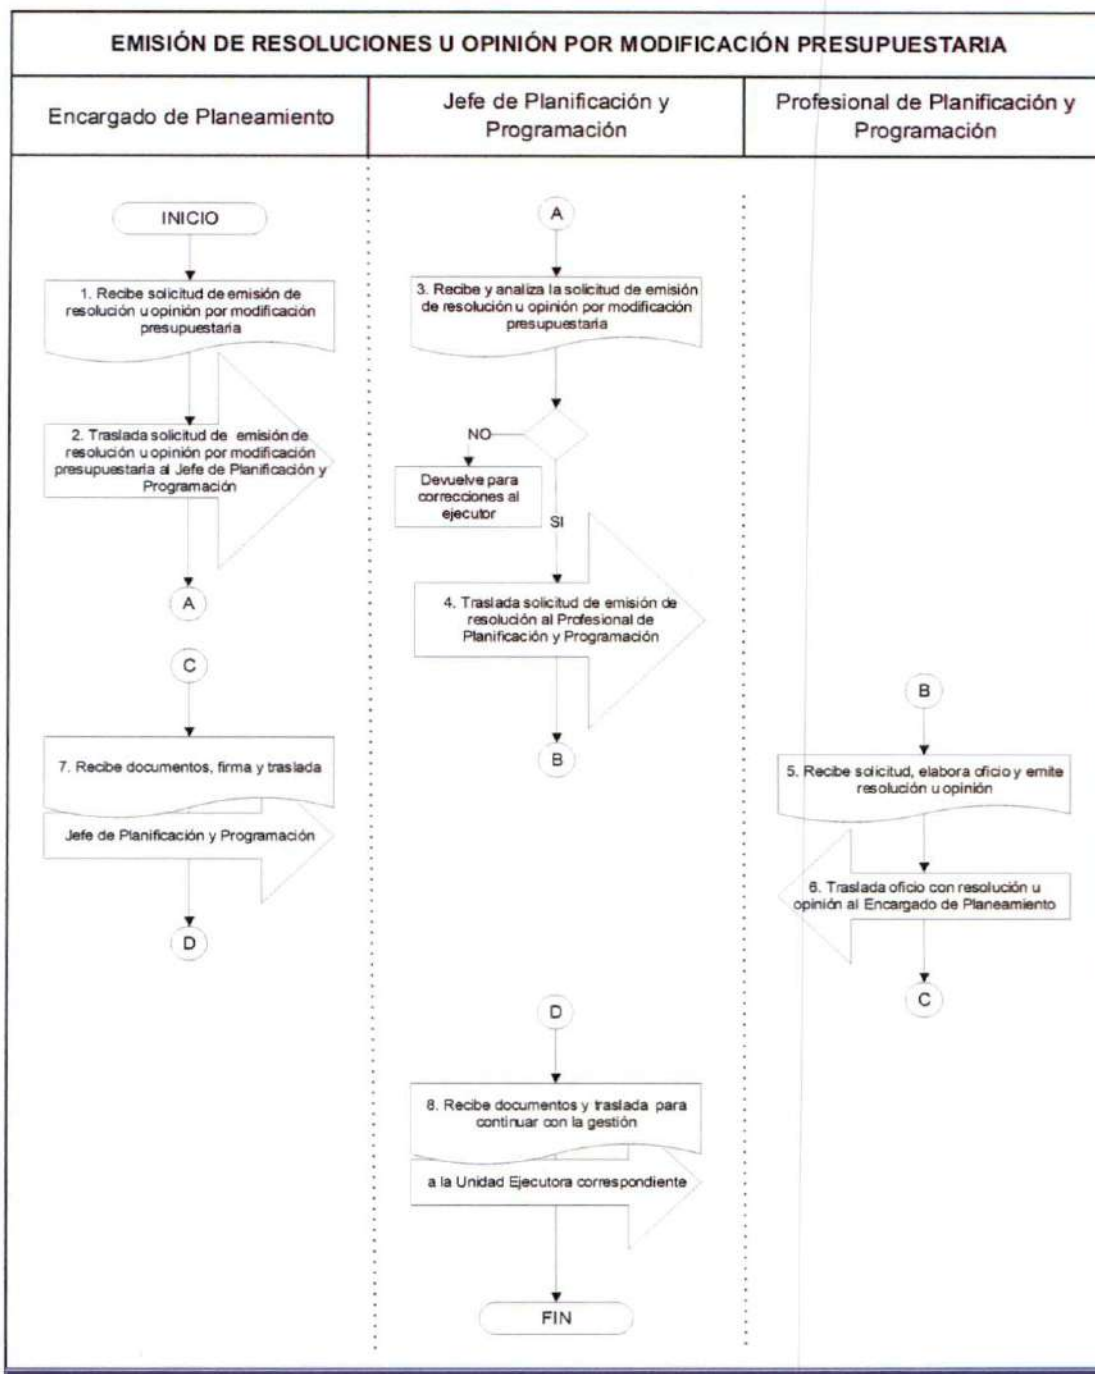 EMISIÓN DE RESOLUCIONES U OPINIÓN POR MODIFICACIÓN PRESUPUESTARIA
Encargado de Planeamiento
Jefe de Planificación y
Programación
Profesional de Planificación y
Programación
INICIO
1. Recibe solicitud de emisión de
resolución u opinión por modificación
presupuestaria
2. Traslada solicitud de emisión de
resolución u opinión por modificación
presupuestaria al Jefe de Planificación y
Programación
A
C
7. Recibe documentos, firma y traslada
Jefe de Planificación y Programación
D
A
3. Recibe y analiza la solicitud de emisión
de resolución u opinión por modificación
presupuestaria
NO
Devuelve para
correcciones al
ejecutor
SI
4. Traslada solicitud de emisión de
resolución al Profesional de
Planificación y Programación
B
D
8. Recibe documentos y traslada para
continuar con la gestión
a la Unidad Ejecutora correspondiente
FIN
B
5. Recibe solicitud, elabora oficio y emite
resolución u opinión
6. Traslada oficio con resolución u
opinión al Encargado de Planeamiento
C